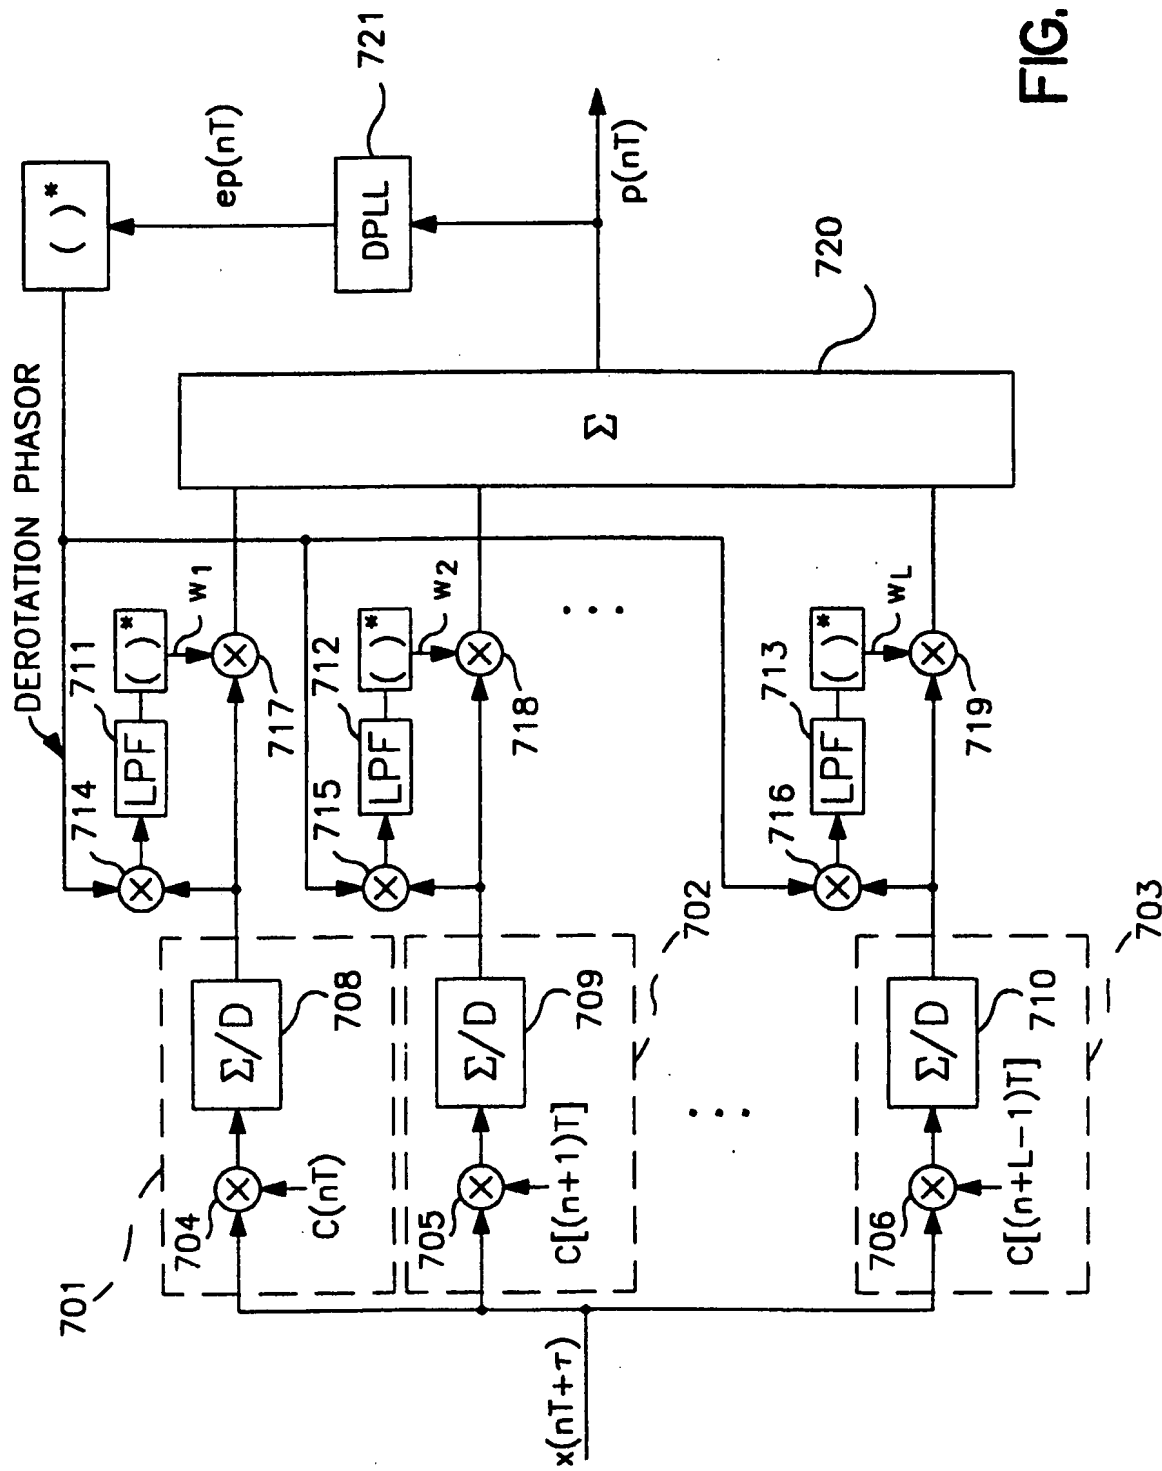 x(nT+τ)
701
704
C(nT)
Σ/D
708
705
C[(n+1)T]
Σ/D
709
702
706
C[(n+L-1)T]
Σ/D
710
703
DEROTATION PHASOR
714
LPF
711
( )*
w1
717
715
LPF
712
( )*
w2
718
716
LPF
713
( )*
wL
719
Σ
720
p(nT)
DPLL
721
ep(nT)
( )*
FIG.